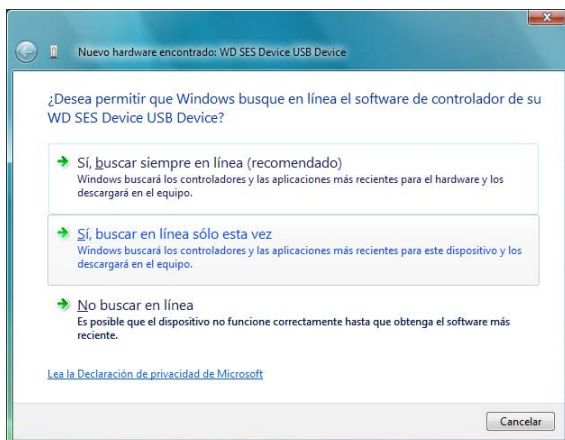 Nuevo hardware encontrado: WD SES Device USB Device
¿Desea permitir que Windows busque en línea el software de controlador de su
WD SES Device USB Device?
Sí, buscar siempre en línea (recomendado)
Windows buscará los controladores y las aplicaciones más recientes para el hardware y los
descargará en el equipo.
Sí, buscar en línea sólo esta vez
Windows buscará los controladores y las aplicaciones más recientes para este dispositivo y los
descargará en el equipo.
No buscar en línea
Es posible que el dispositivo no funcione correctamente hasta que obtenga el software más
reciente.
Lea la Declaración de privacidad de Microsoft
Cancelar